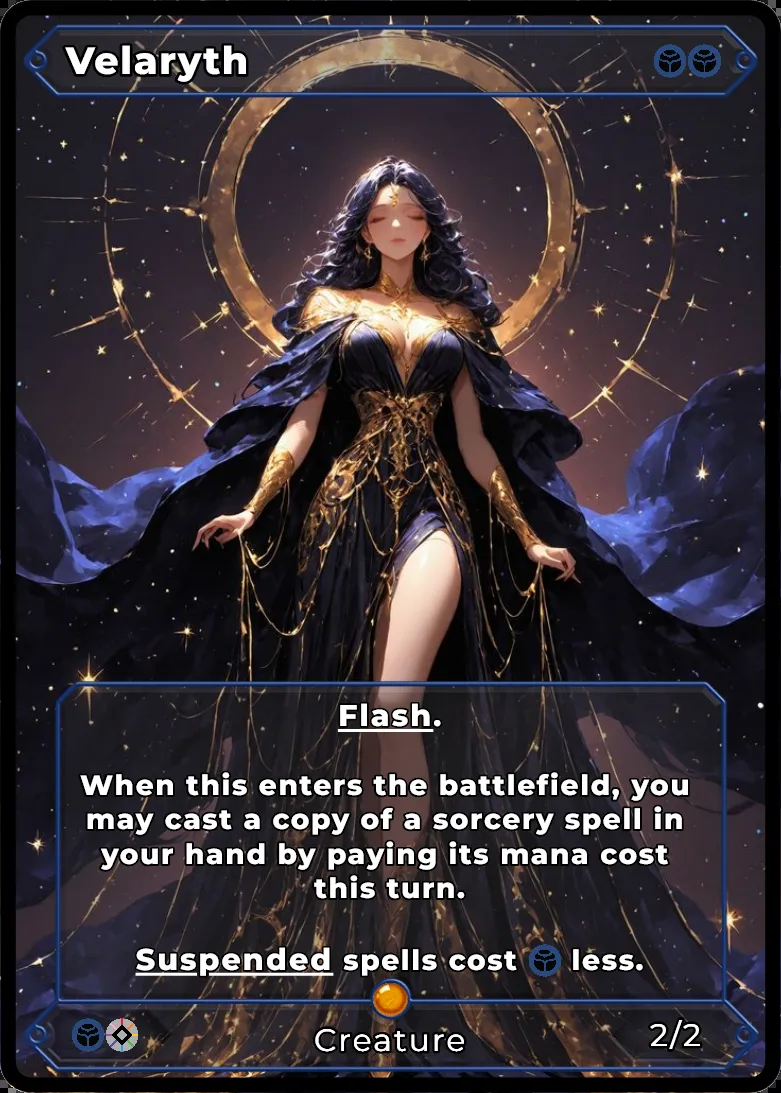 Velaryth
Flash.
When this enters the battlefield, you
may cast a copy of a sorcery spell in
your hand by paying its mana cost
this turn.
Suspended spells cost less.
Creature
2/2